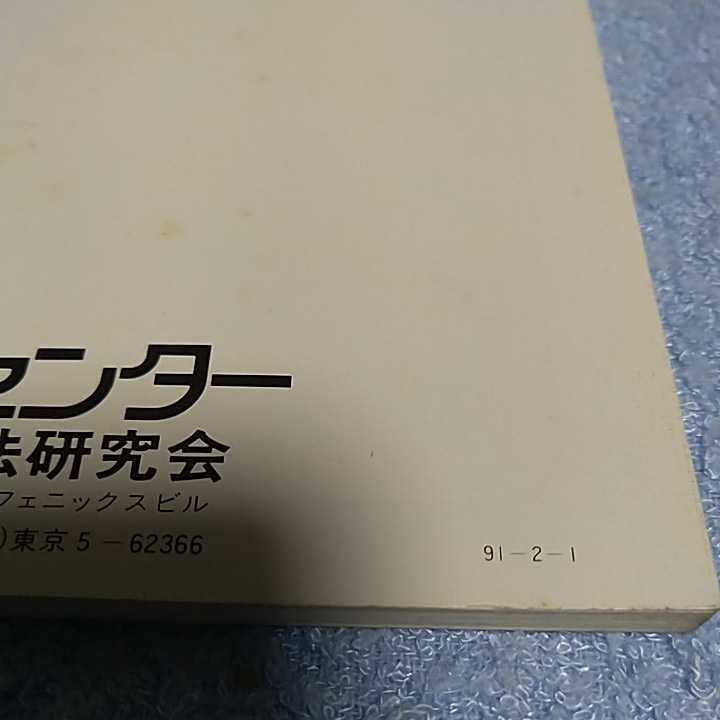 センター
法研究会
フェニックスビル
)東京5-62366
91-2-1